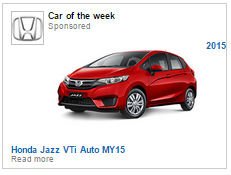 Car of the week
Sponsored
2015
Honda Jazz VTi Auto MY15
Read more